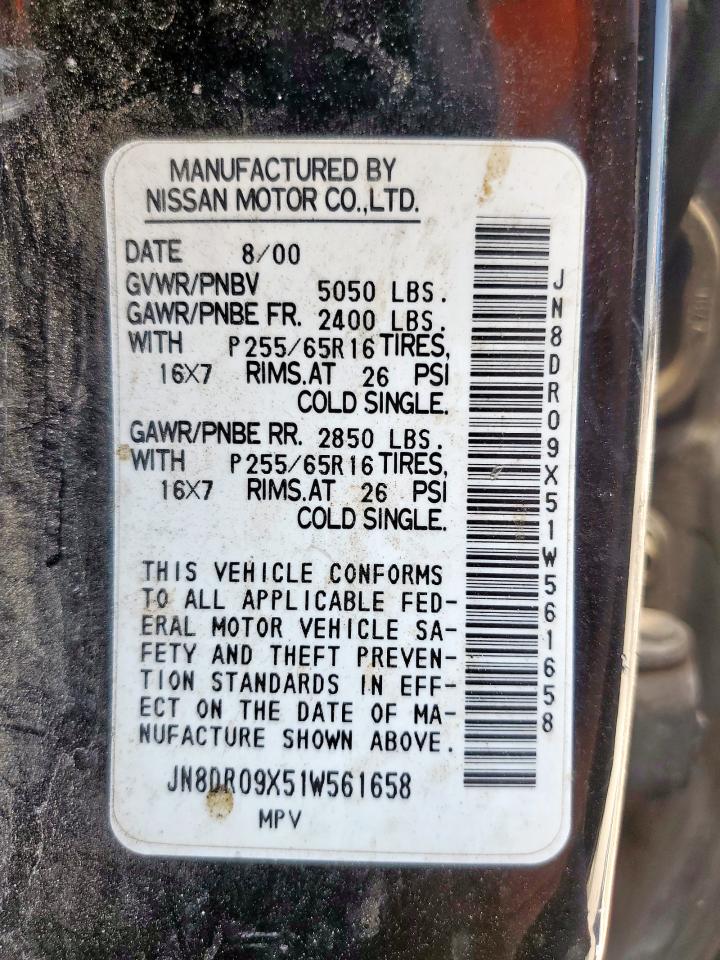 MANUFACTURED BY
NISSAN MOTOR CO.,LTD.
DATE 8/00
GVWR/PNBV 5050 LBS.
GAWR/PNBE FR. 2400 LBS.
WITH P255/65R16 TIRES,
16X7 RIMS.AT 26 PSI
COLD SINGLE.
GAWR/PNBE RR. 2850 LBS.
WITH P255/65R16 TIRES,
16X7 RIMS.AT 26 PSI
COLD SINGLE.
THIS VEHICLE CONFORMS
TO ALL APPLICABLE FED-
ERAL MOTOR VEHICLE SA-
FETY AND THEFT PREVEN-
TION STANDARDS IN EFF-
ECT ON THE DATE OF MA-
NUFACTURE SHOWN ABOVE.
JN8DR09X51W561658
MPV
JN8DR09X51W561658